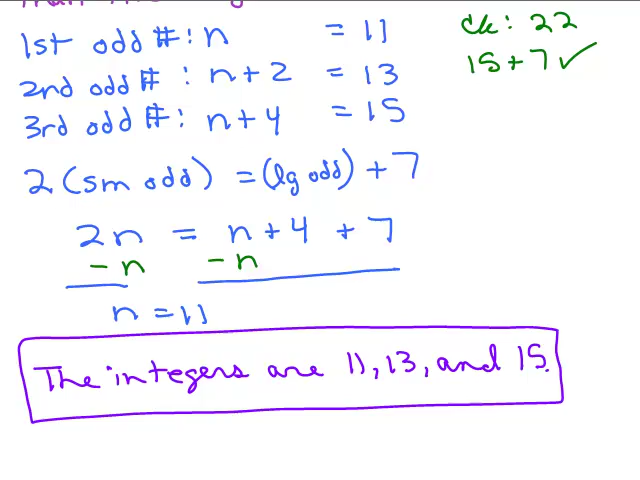 1st odd #: n = 11
2nd odd #: n+2 = 13
3rd odd #: n+4 = 15
ck: 22
15+7 ✓
2(sm odd) = (lg odd) + 7
2n = n+4 +7
-n -n
n = 11
The integers are 11, 13, and 15.